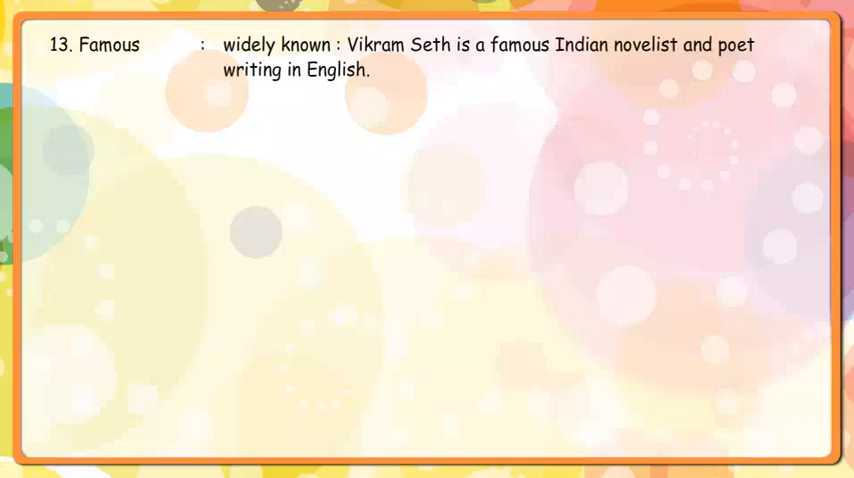 13. Famous : widely known : Vikram Seth is a famous Indian novelist and poet
writing in English.